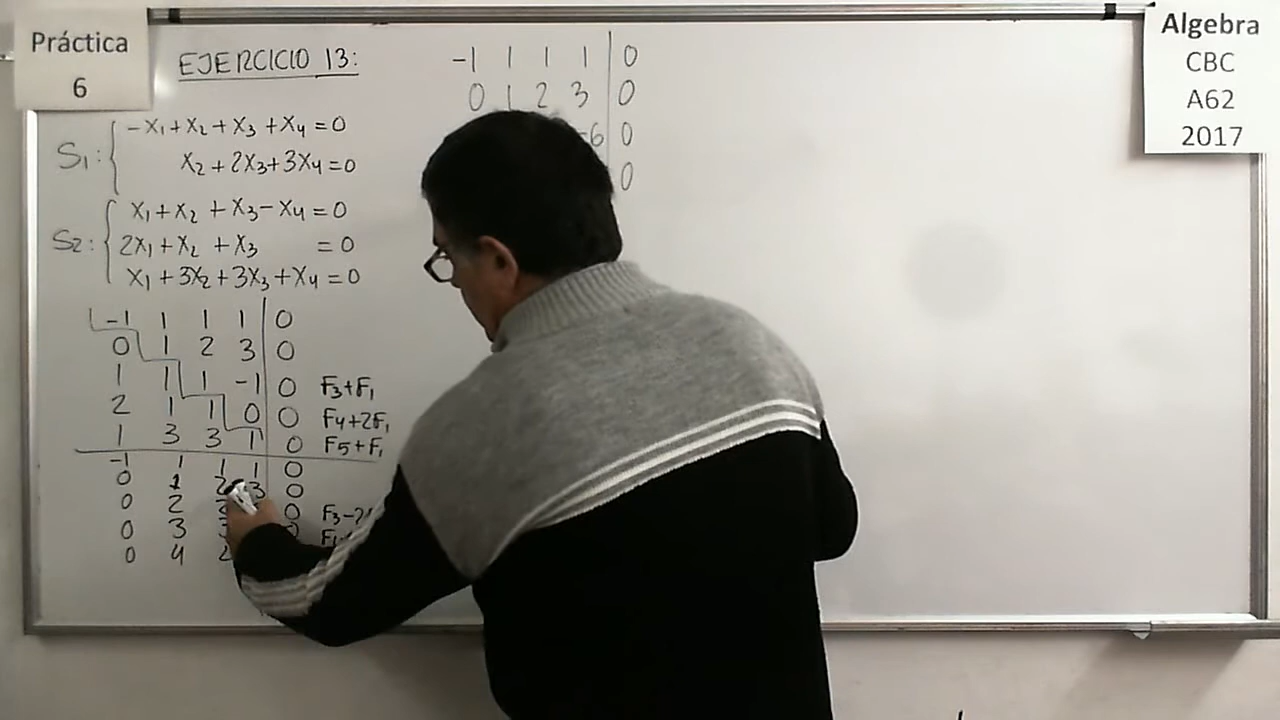 Práctica
6
EJERCICIO 13:
S₁: { -x₁+x₂+x₃+x₄=0
x₂+2x₃+3x₄=0
S₂: { x₁+x₂+x₃-x₄=0
2x₁+x₂+x₃ =0
x₁+3x₂+3x₃+x₄=0
-1 1 1 1 | 0
0 1 2 3 | 0
1 1 1 -1 | 0 F₃+F₁
2 1 1 0 | 0 F₄+2F₁
1 3 3 1 | 0 F₅+F₁
-1 1 1 1 | 0
0 1 2 3 | 0
0 2 0 F₃-2
0 3
0 4 2
-1 1 1 1 | 0
0 1 2 3 | 0
-6 | 0
0
Algebra
CBC
A62
2017